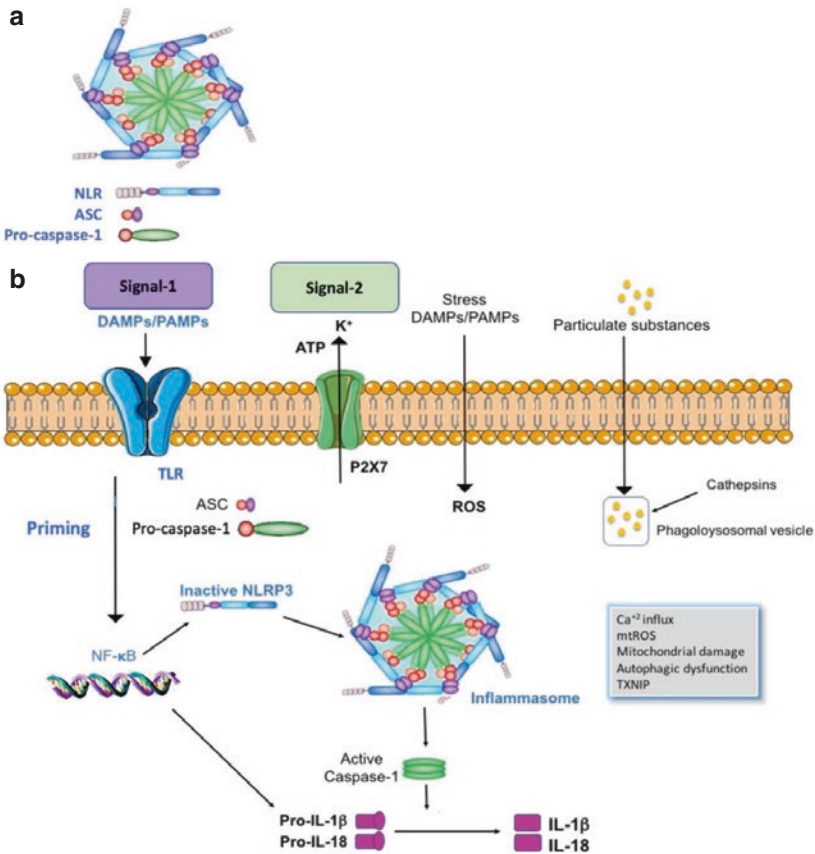 a
NLR
ASC
Pro-caspase-1
b
Signal-1
DAMPs/PAMPs
Signal-2
K⁺
ATP
Stress
DAMPs/PAMPs
Particulate substances
TLR
P2X7
ROS
Cathepsins
Phagoloysosomal vesicle
Priming
ASC
Pro-caspase-1
Inactive NLRP3
NF-κB
Inflammasome
Ca⁺² influx
mtROS
Mitochondrial damage
Autophagic dysfunction
TXNIP
Active
Caspase-1
Pro-IL-1β
Pro-IL-18
IL-1β
IL-18